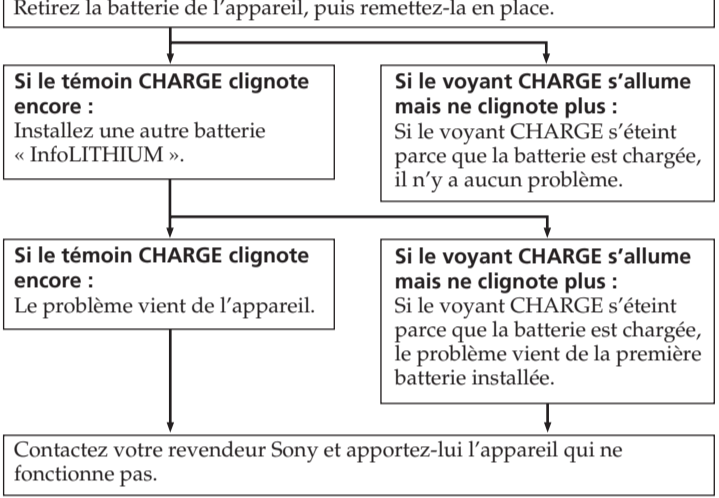 Retirez la batterie de l'appareil, puis remettez-la en place.
Si le témoin CHARGE clignote
encore :
Installez une autre batterie
« InfoLITHIUM ».
Si le voyant CHARGE s'allume
mais ne clignote plus :
Si le voyant CHARGE s'éteint
parce que la batterie est chargée,
il n'y a aucun problème.
Si le témoin CHARGE clignote
encore :
Le problème vient de l'appareil.
Si le voyant CHARGE s'allume
mais ne clignote plus :
Si le voyant CHARGE s'éteint
parce que la batterie est chargée,
le problème vient de la première
batterie installée.
Contactez votre revendeur Sony et apportez-lui l'appareil qui ne
fonctionne pas.